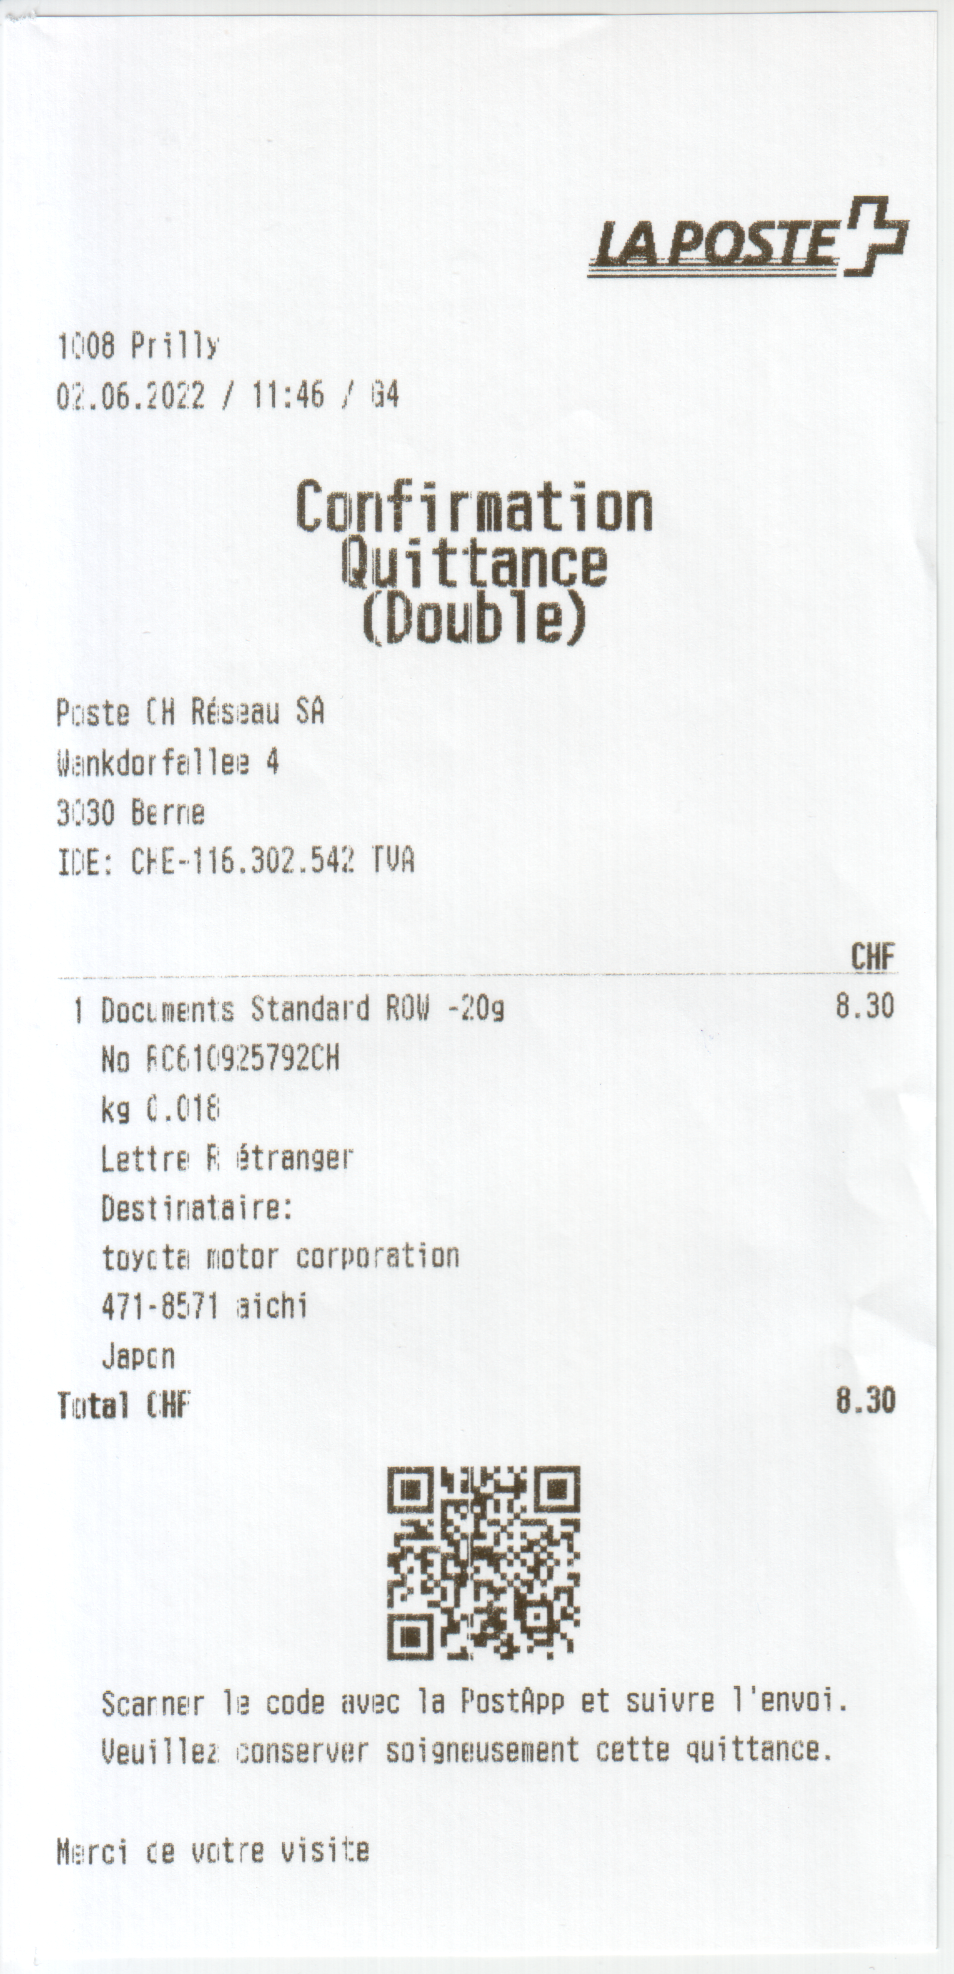 LA POSTE
1008 Prilly
02.06.2022 / 11:46 / G4
Confirmation
Quittance
(Double)
Poste CH Réseau SA
Wankdorfallee 4
3030 Berne
IDE: CHE-116.302.542 TVA
CHF
1 Documents Standard ROW -20g 8.30
No RC610925792CH
kg 0.018
Lettre R étranger
Destinataire:
toyota motor corporation
471-8571 aichi
Japon
Total CHF 8.30
Scanner le code avec la PostApp et suivre l'envoi.
Veuillez conserver soigneusement cette quittance.
Merci de votre visite